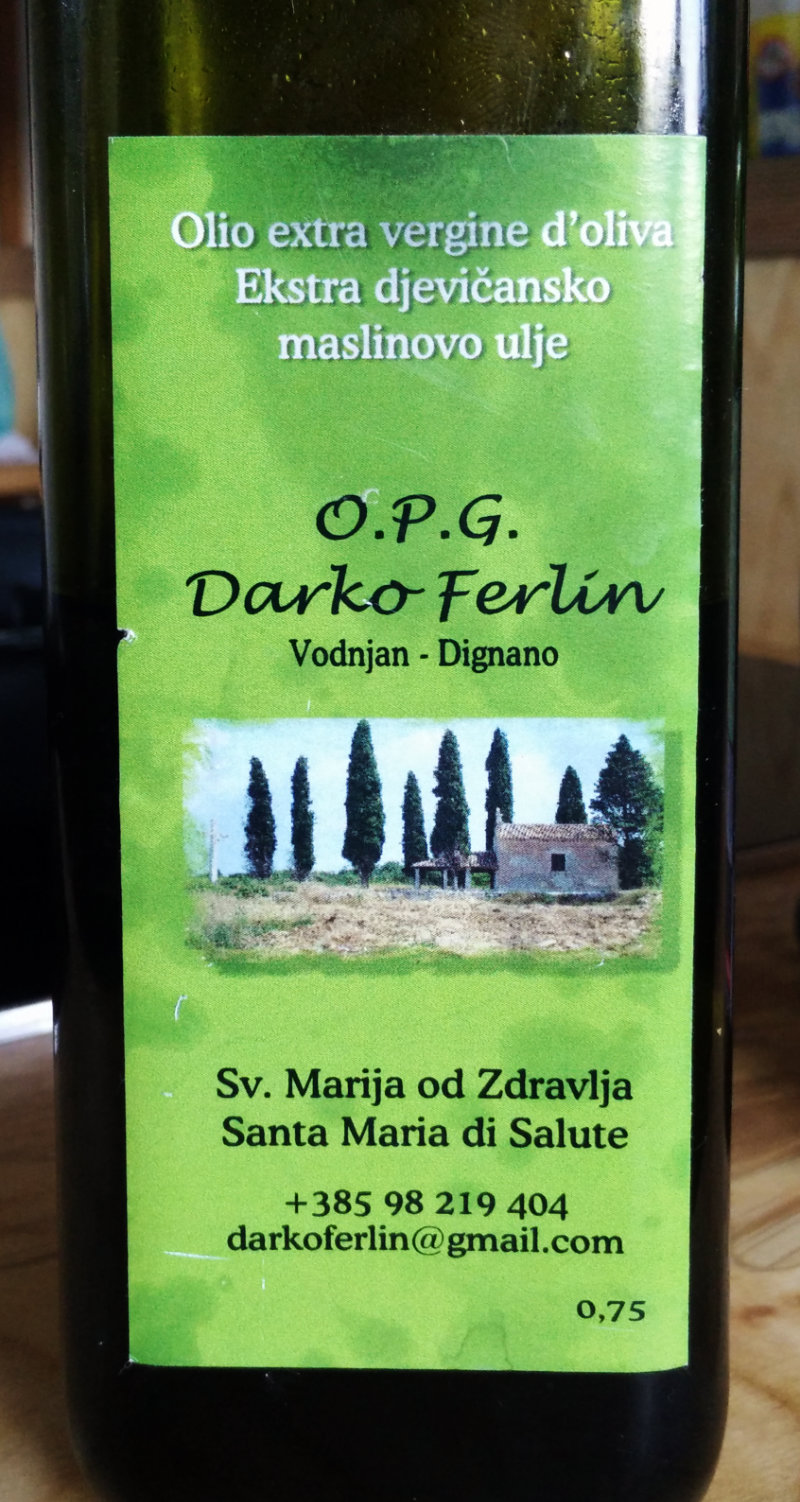 Olio extra vergine d'oliva
Ekstra djevičansko
maslinovo ulje
O.P.G.
Darko Ferlin
Vodnjan - Dignano
Sv. Marija od Zdravlja
Santa Maria di Salute
+385 98 219 404
darkoferlin@gmail.com
0,75